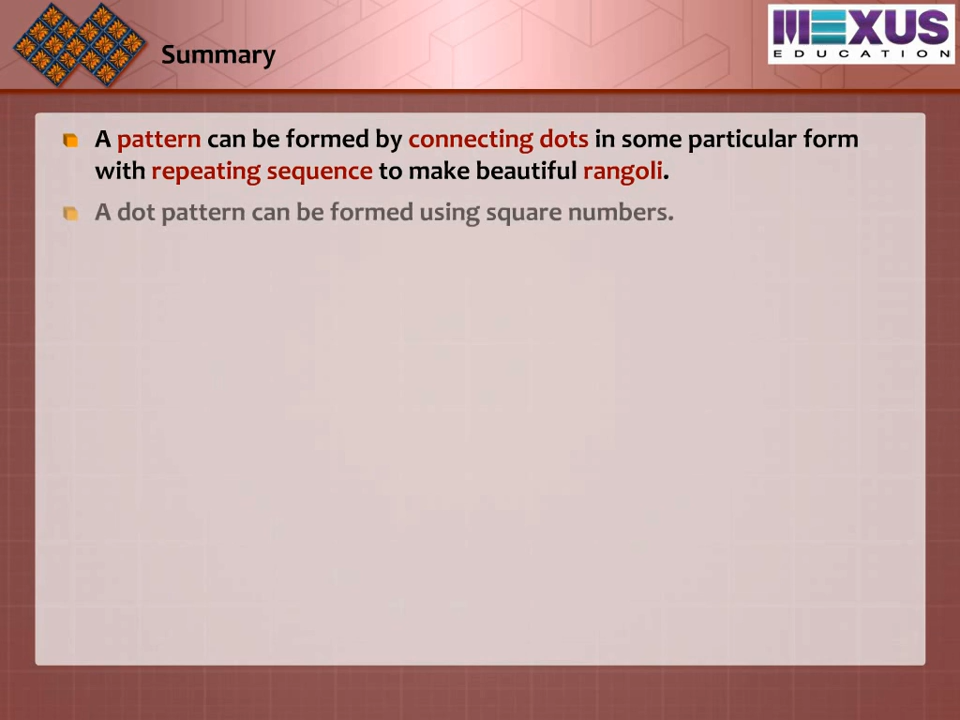 Summary
MEXUS
EDUCATION
A pattern can be formed by connecting dots in some particular form
with repeating sequence to make beautiful rangoli.
A dot pattern can be formed using square numbers.